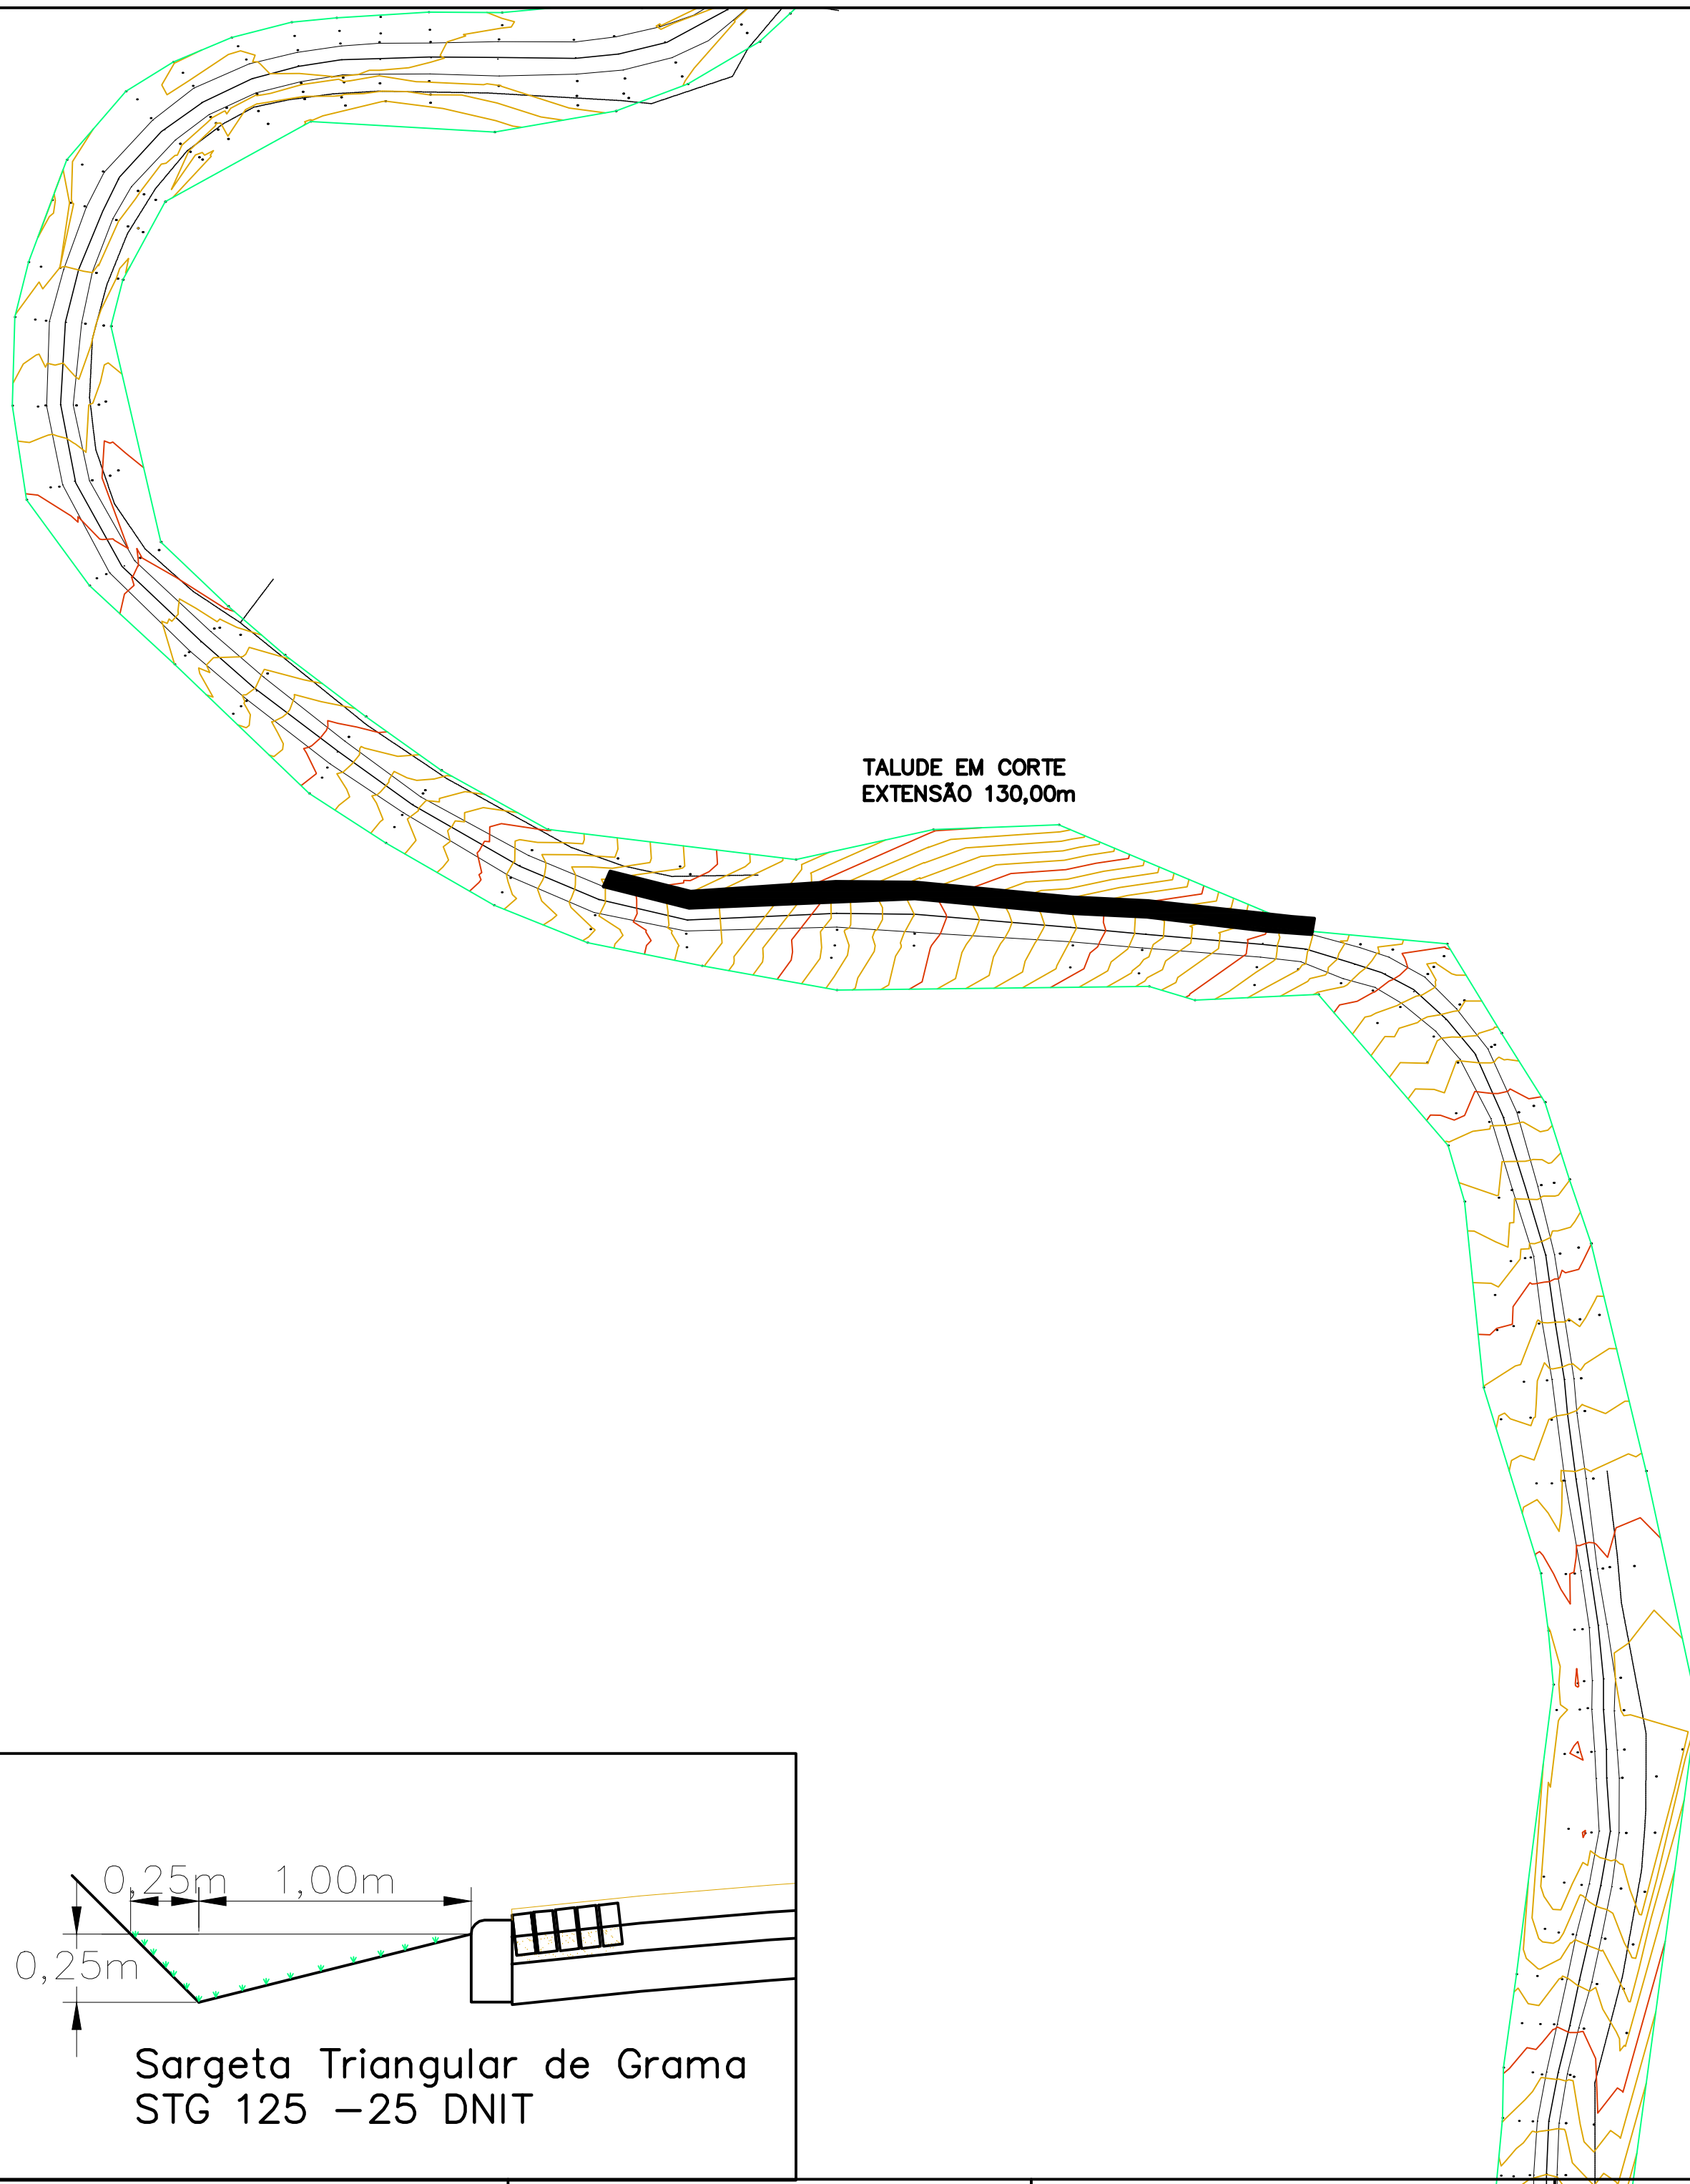 TALUDE EM CORTE
EXTENSÃO 130,00m
0,25m 1,00m
0,25m
Sargeta Triangular de Grama
STG 125 -25 DNIT